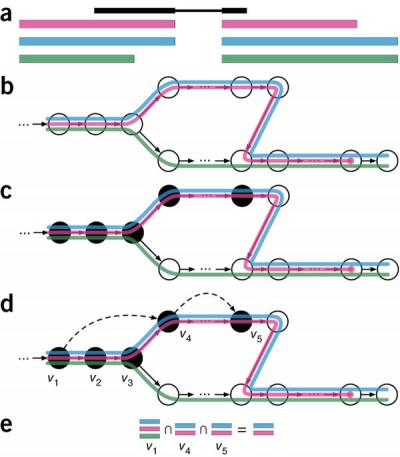 a
b
... ... ...
c
... ... ...
d
... ... ...
v1 v2 v3 v4 v5
e
∩ ∩ =
v1 v4 v5